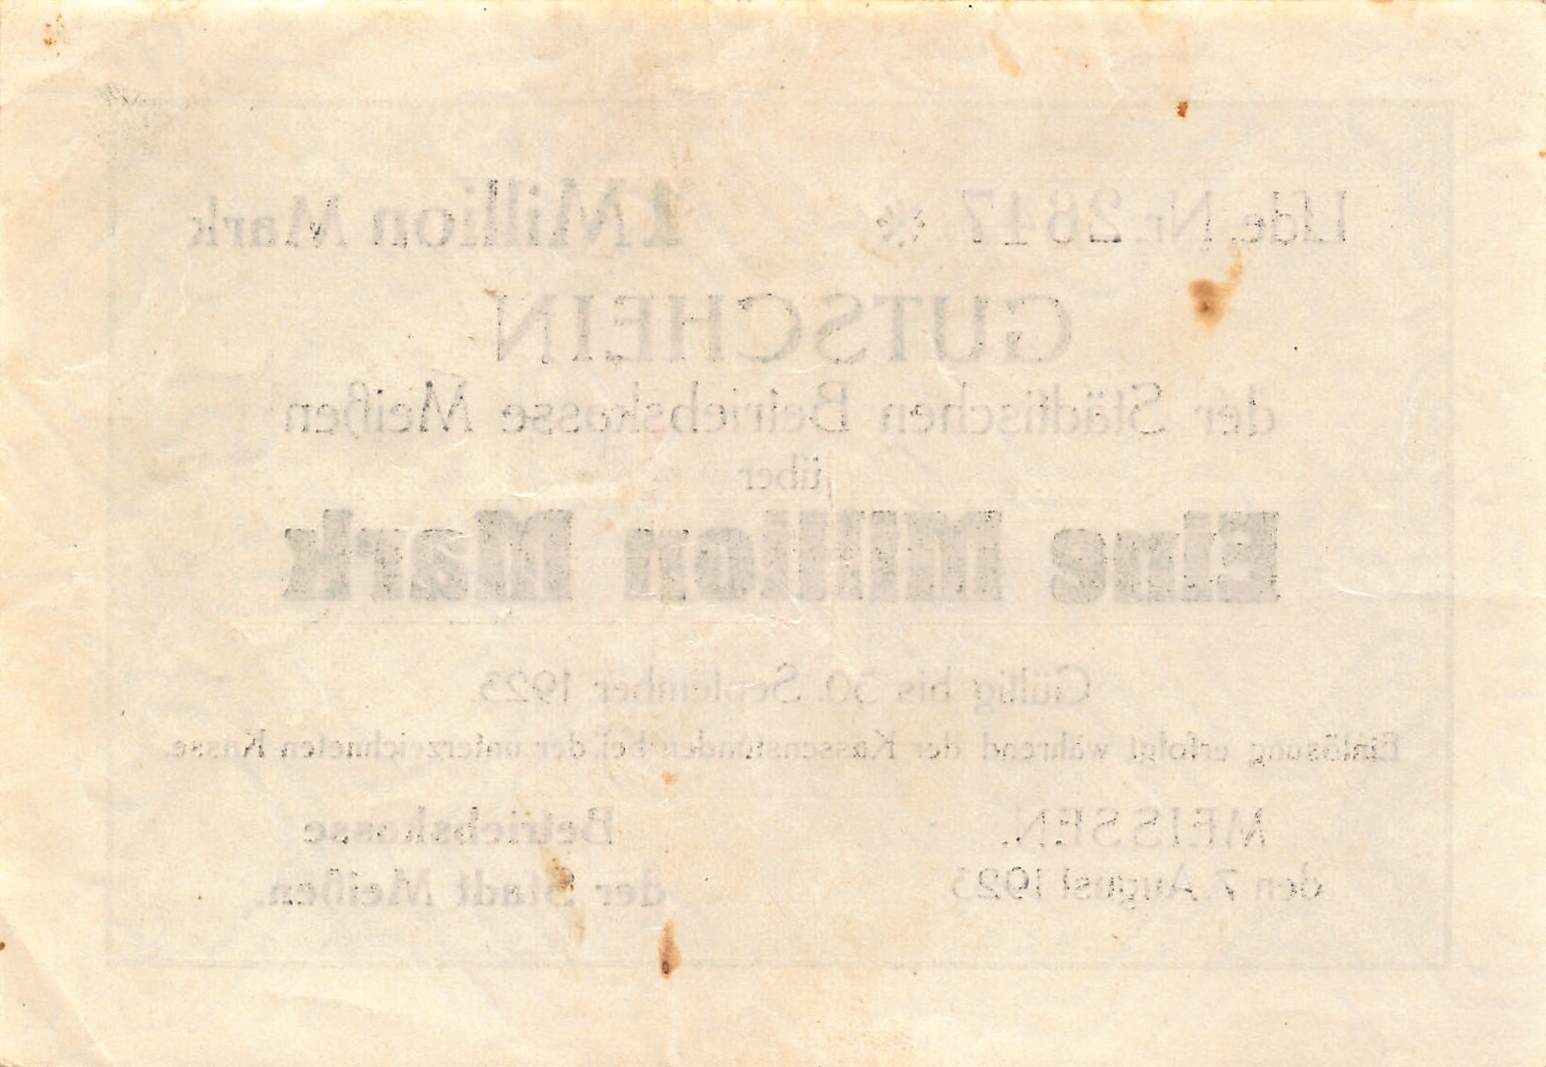 Lfde. Nr. 2647 * 1 Million Mark
GUTSCHEIN
der Städtischen Betriebskasse Meißen
über
Eine Million Mark
Gültig bis 30. September 1923
Einlösung erfolgt während der Kassenstunden bei der unterzeichneten Kasse.
MEISSEN,
den 7. August 1923
Betriebskasse
der Stadt Meißen.